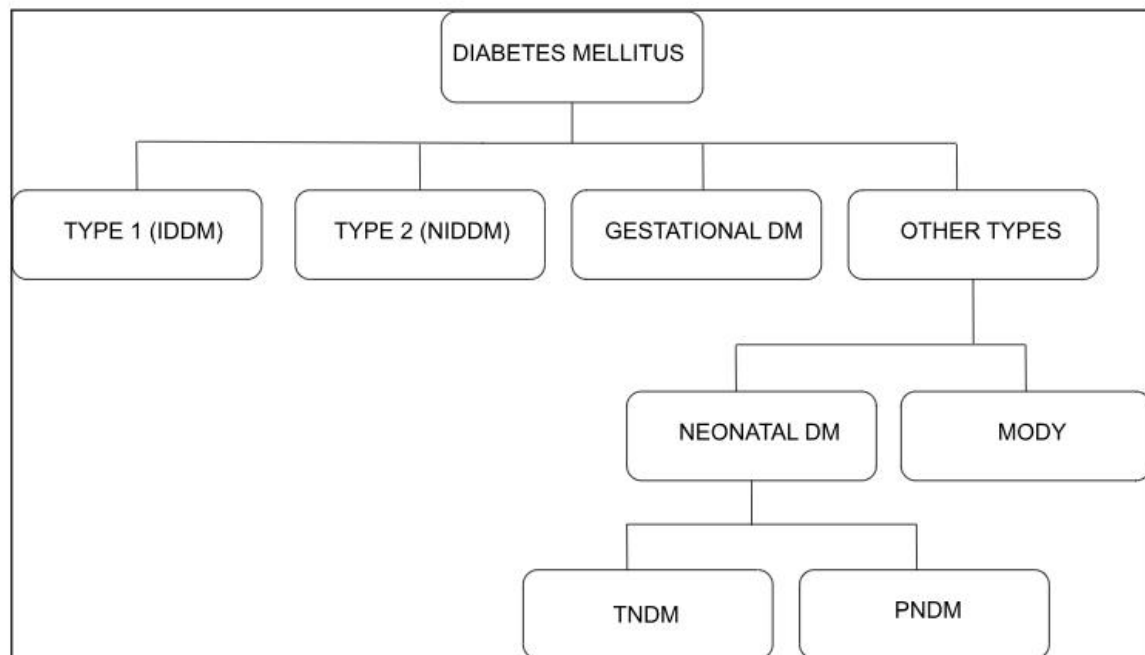 DIABETES MELLITUS
TYPE 1 (IDDM)
TYPE 2 (NIDDM)
GESTATIONAL DM
OTHER TYPES
NEONATAL DM
MODY
TNDM
PNDM